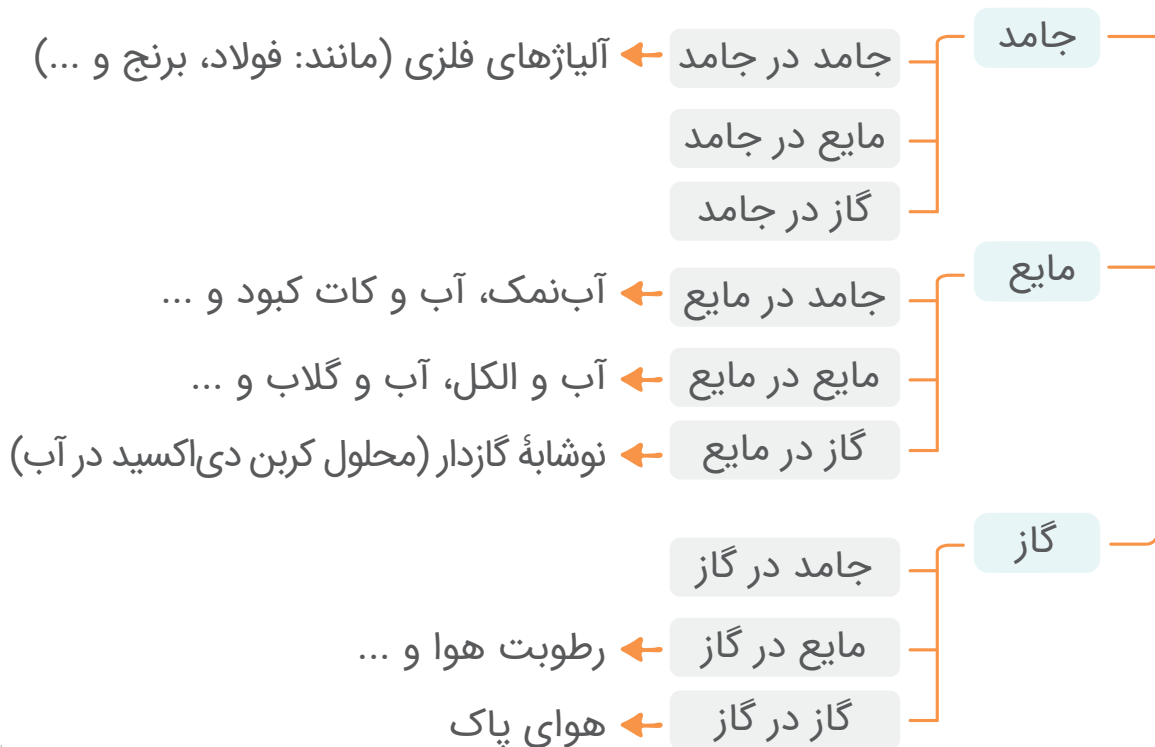 جامد
جامد در جامد
آلیاژهای فلزی (مانند: فولاد، برنج و ...)
مایع در جامد
گاز در جامد
مایع
جامد در مایع
آب‌نمک، آب و کات کبود و ...
مایع در مایع
آب و الکل، آب و گلاب و ...
گاز در مایع
نوشابهٔ گازدار (محلول کربن دی‌اکسید در آب)
گاز
جامد در گاز
مایع در گاز
رطوبت هوا و ...
گاز در گاز
هوای پاک